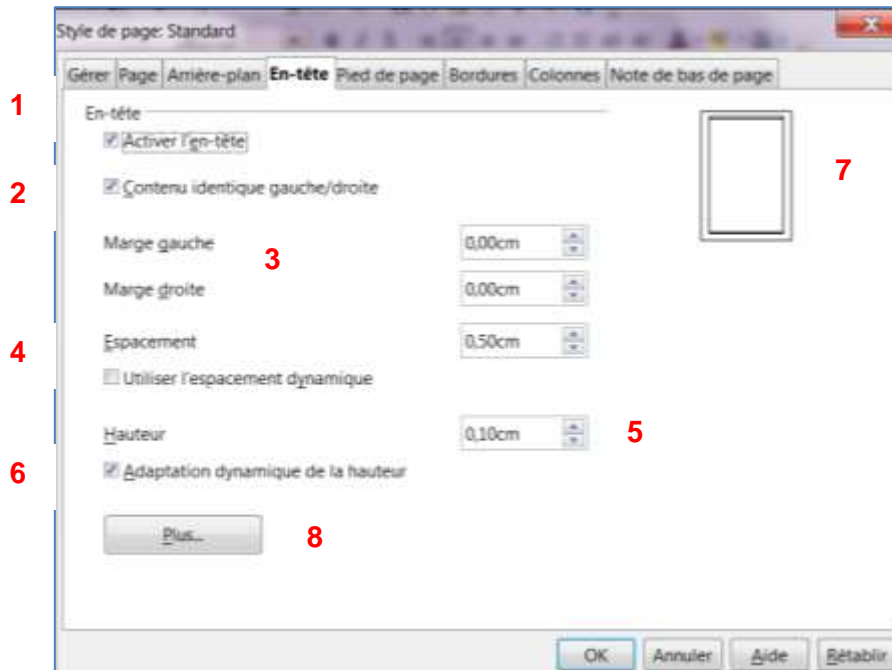 Style de page: Standard
Gérer Page Arrière-plan En-tête Pied de page Bordures Colonnes Note de bas de page
1
En-tête
Activer l'en-tête
2
Contenu identique gauche/droite
7
Marge gauche 0,00cm
3
Marge droite 0,00cm
4
Espacement 0,50cm
Utiliser l'espacement dynamique
Hauteur 0,10cm 5
6
Adaptation dynamique de la hauteur
Plus... 8
OK Annuler Aide Rétablir